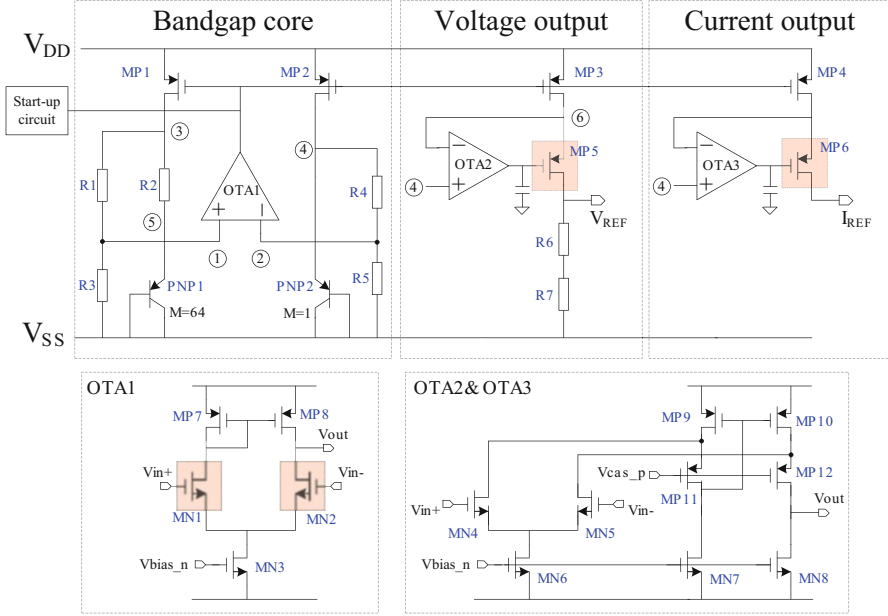 Bandgap core
Voltage output
Current output
VDD
MP1
MP2
MP3
MP4
Start-up
circuit
3
4
6
R1
R2
OTA1
R4
OTA2
MP5
OTA3
MP6
4
4
5
VREF
IREF
1
2
R6
R3
PNP1
PNP2
R5
R7
M=64
M=1
VSS
OTA1
OTA2&OTA3
MP7
MP8
MP9
MP10
Vout
Vin+
Vin-
Vcas_p
MP12
MP11
MN1
MN2
Vin+
Vin-
Vout
MN4
MN5
Vbias_n
MN3
Vbias_n
MN6
MN7
MN8